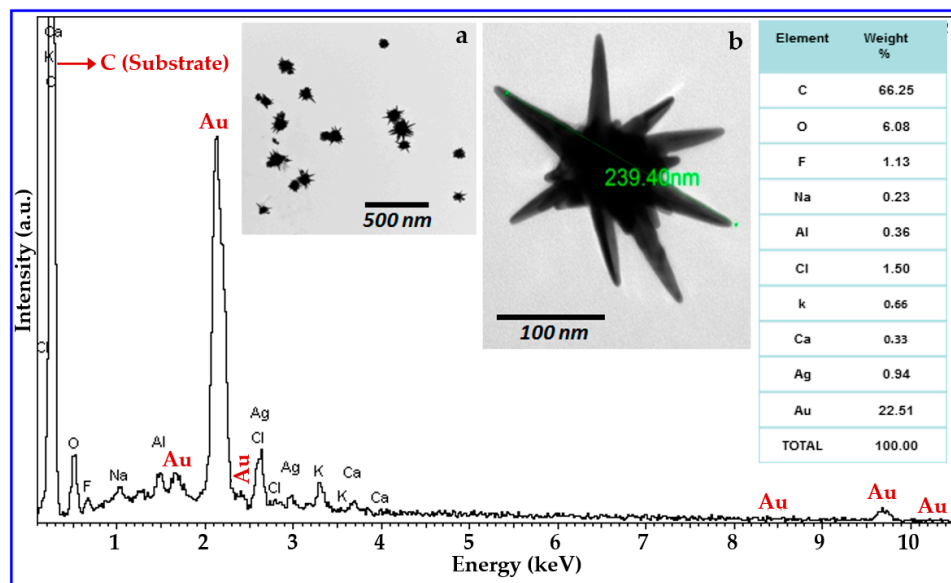 Ca
K
C
→ C (Substrate)
Cl
O
F
Na
Al
Au
Au
Au
Ag
Cl
Cl
Ag
K
K
Ca
Ca
Au
Au
Au
a
500 nm
b
239.40nm
100 nm
Element Weight %
C 66.25
O 6.08
F 1.13
Na 0.23
Al 0.36
Cl 1.50
k 0.66
Ca 0.33
Ag 0.94
Au 22.51
TOTAL 100.00
Intensity (a.u.)
1 2 3 4 5 6 7 8 9 10
Energy (keV)